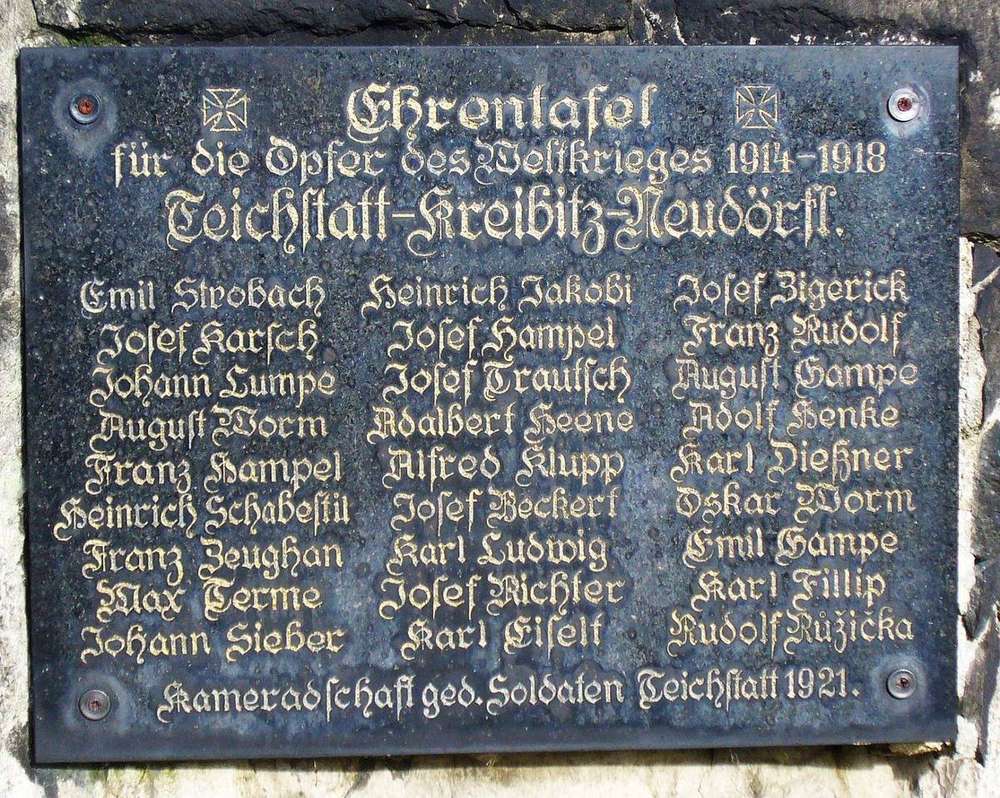 Ehrentafel
für die Opfer des Weltkrieges 1914-1918
Teichstatt-Kreibitz-Neudörfl.
Emil Strobach Heinrich Jakobi Josef Zigerick
Josef Karsch Josef Hampel Franz Rudolf
Johann Lumpe Josef Trautsch August Gampe
August Worm Adalbert Heene Adolf Henke
Franz Hampel Alfred Klupp Karl Dießner
Heinrich Schabestül Josef Beckert Oskar Worm
Franz Zeughan Karl Ludwig Emil Gampe
Max Terme Josef Richter Karl Fillip
Johann Sieber Karl Eiselt Rudolf Růžicka
Kameradschaft ged. Soldaten Teichstatt 1921.